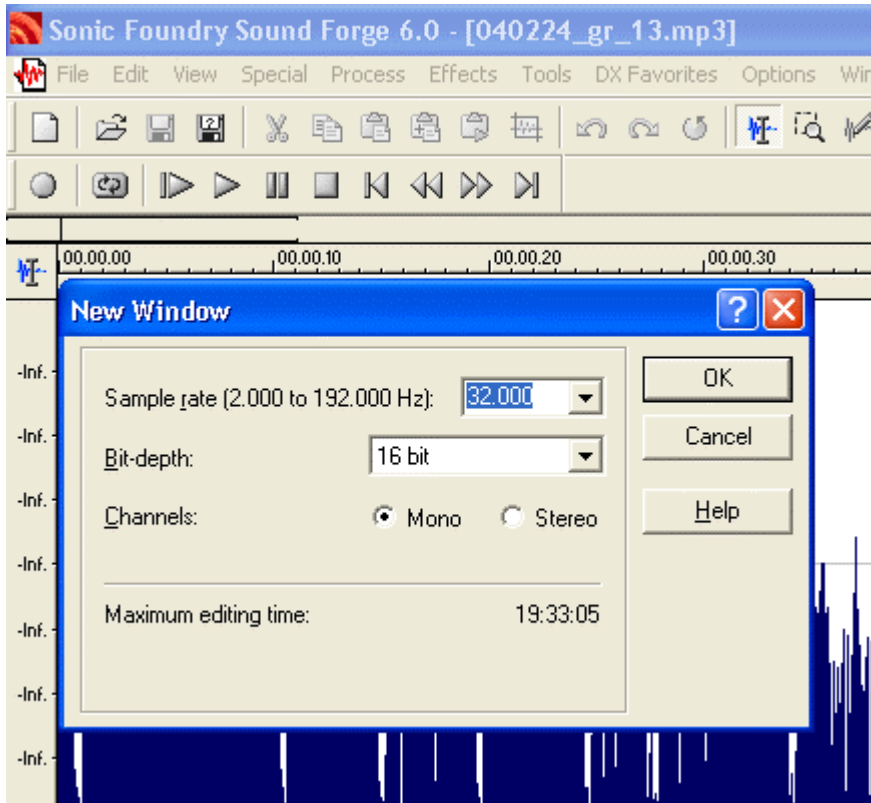 Sonic Foundry Sound Forge 6.0 - [040224_gr_13.mp3]
File Edit View Special Process Effects Tools DX Favorites Options Win
00.00.00 00.00.10 00.00.20 00.00.30
New Window
Sample rate (2.000 to 192.000 Hz): 32.000
OK
Bit-depth: 16 bit
Cancel
Channels: Mono Stereo
Help
Maximum editing time: 19:33:05
-Inf.
-Inf.
-Inf.
-Inf.
-Inf.
-Inf.
-Inf.